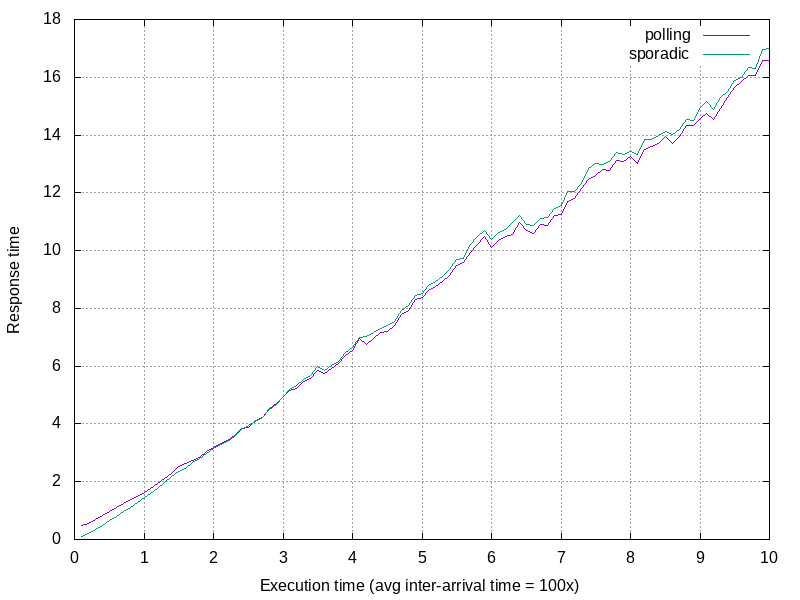 18
16
14
12
10
8
6
4
2
0
polling
sporadic
Response time
0 1 2 3 4 5 6 7 8 9 10
Execution time (avg inter-arrival time = 100x)